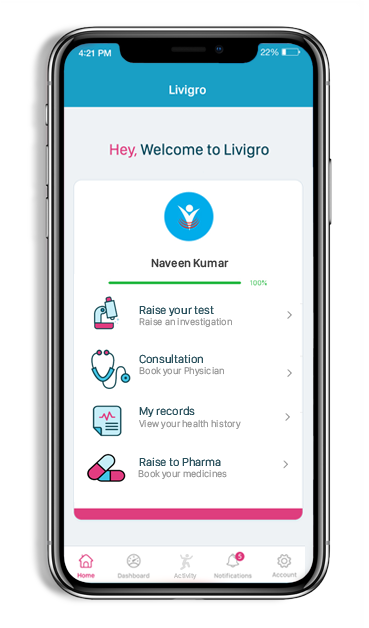 4:21 PM 22%
Livigro
Hey, Welcome to Livigro
Naveen Kumar
100%
Raise your test
Raise an investigation
Consultation
Book your Physician
My records
View your health history
Raise to Pharma
Book your medicines
5
Home Dashboard Activity Notifications Account